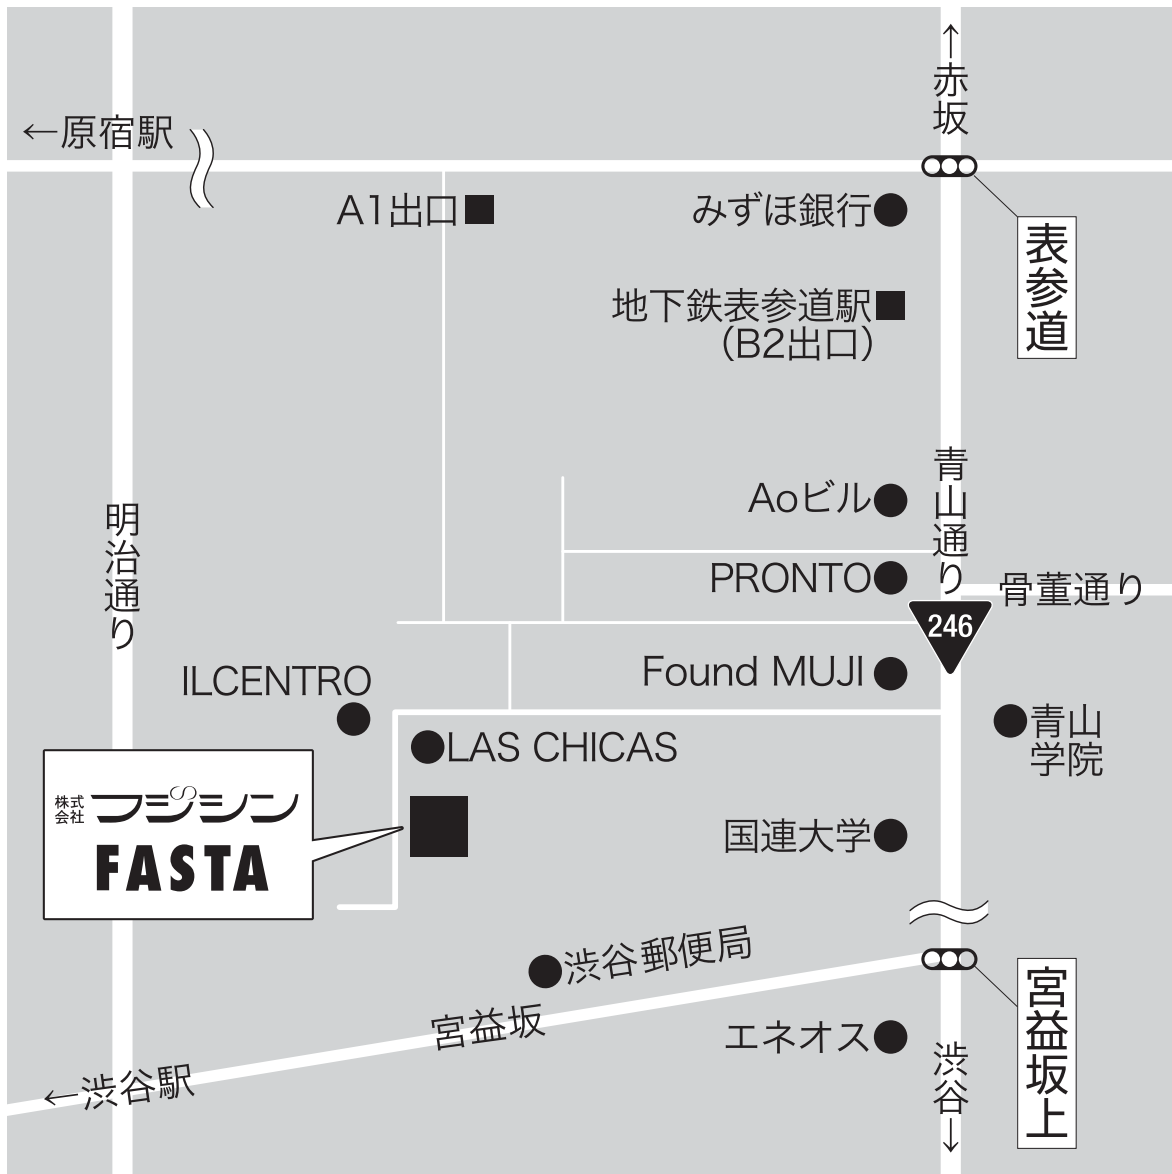 ←赤坂
←原宿駅
A1出口
みずほ銀行
表参道
地下鉄表参道駅
（B2出口）
青山通り
Aoビル
明治通り
PRONTO
骨董通り
246
Found MUJI
ILCENTRO
青山
学院
LAS CHICAS
株式
会社
フジシン
FASTA
国連大学
渋谷郵便局
宮益坂
宮益坂上
エネオス
←渋谷駅
渋谷→